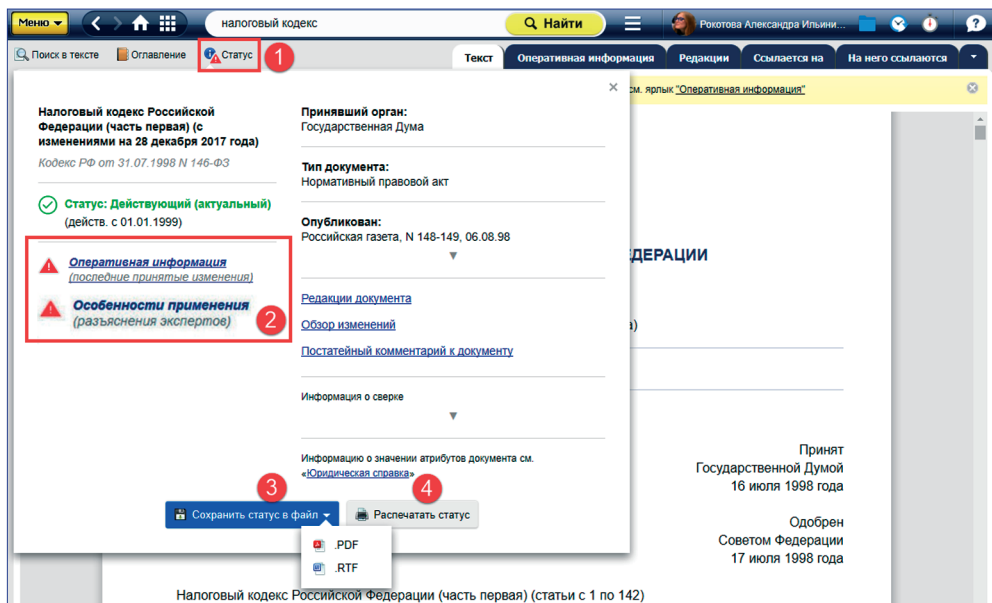 Меню
налоговый кодекс
Найти
Рокотова Александра Ильини...
?
Поиск в тексте
Оглавление
Статус
1
Текст
Оперативная информация
Редакции
Ссылается на
На него ссылаются
см. ярлык "Оперативная информация"
Налоговый кодекс Российской
Федерации (часть первая) (с
изменениями на 28 декабря 2017 года)
Кодекс РФ от 31.07.1998 N 146-ФЗ
Статус: Действующий (актуальный)
(действ. с 01.01.1999)
Оперативная информация
(последние принятые изменения)
Особенности применения
(разъяснения экспертов)
2
Принявший орган:
Государственная Дума
Тип документа:
Нормативный правовой акт
Опубликован:
Российская газета, N 148-149, 06.08.98
Редакции документа
Обзор изменений
Постатейный комментарий к документу
Информация о сверке
Информацию о значении атрибутов документа см.
«Юридическая справка»
3
4
Сохранить статус в файл
Распечатать статус
.PDF
.RTF
ДЕРАЦИИ
а)
Принят
Государственной Думой
16 июля 1998 года
Одобрен
Советом Федерации
17 июля 1998 года
Налоговый кодекс Российской Федерации (часть первая) (статьи с 1 по 142)